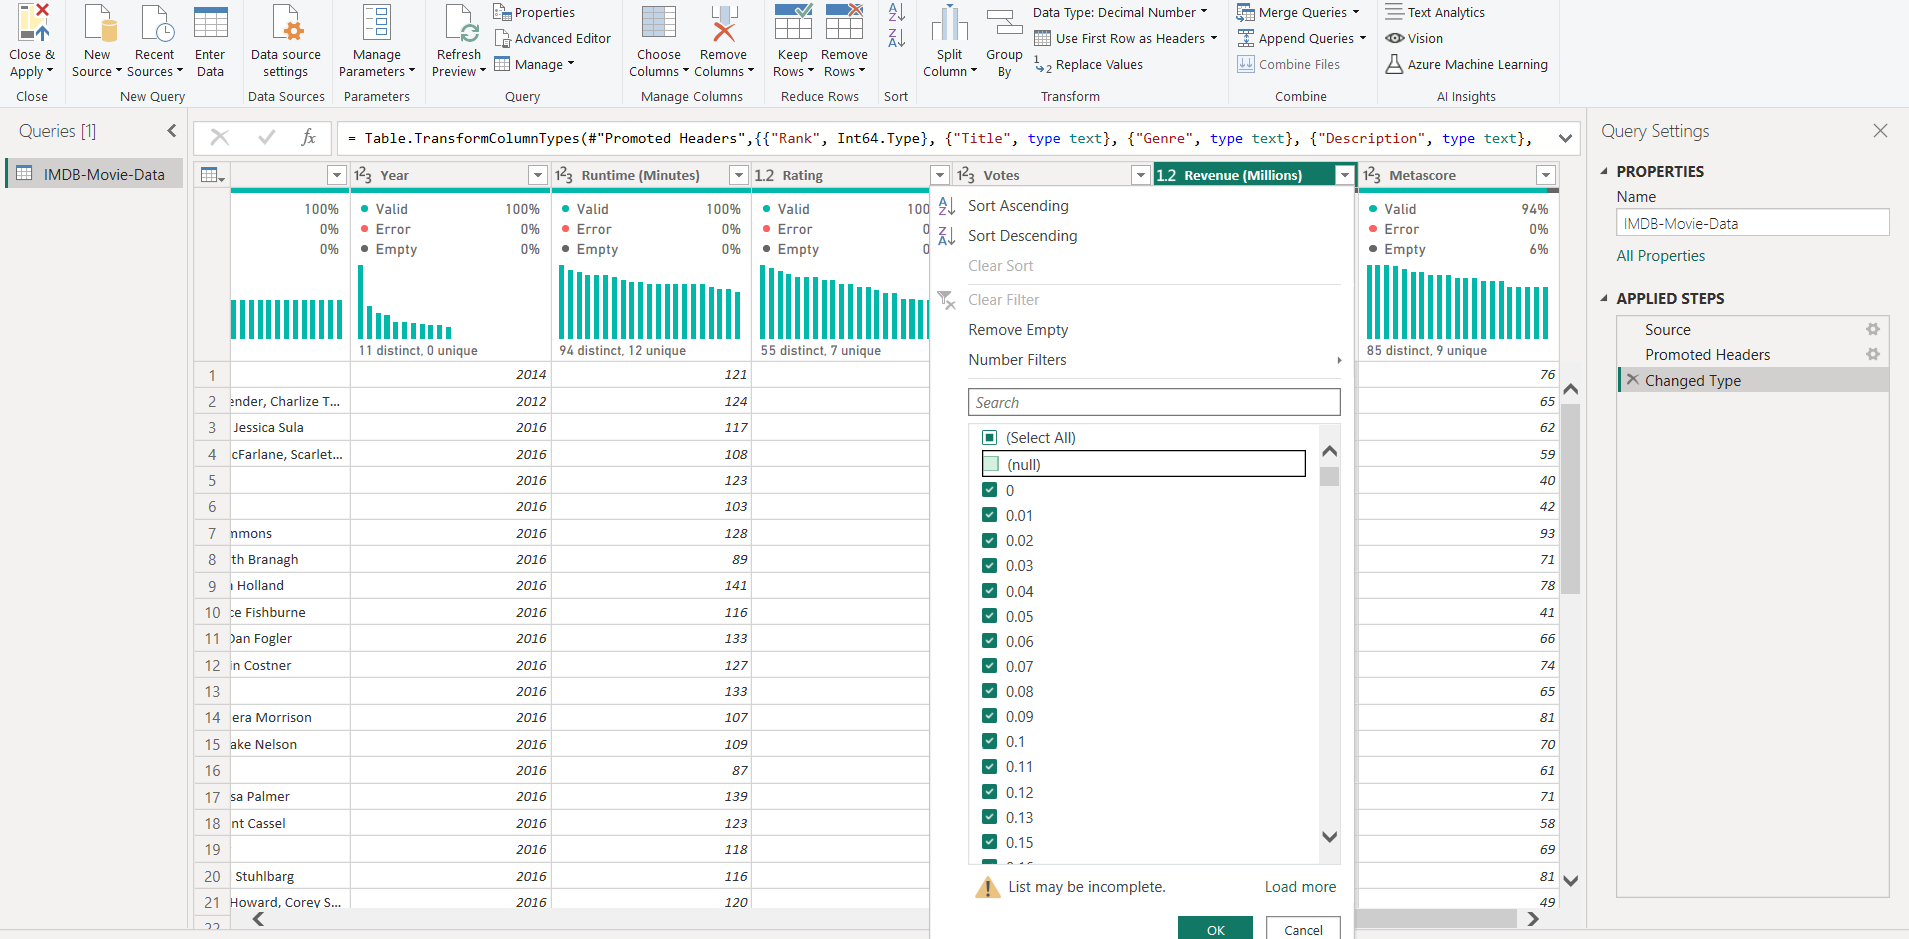 Close & Apply
New Source
Recent Sources
Enter Data
Data source settings
Manage Parameters
Refresh Preview
Properties
Advanced Editor
Manage
Choose Columns
Remove Columns
Keep Rows
Remove Rows
Split Column
Group By
Data Type: Decimal Number
Use First Row as Headers
Replace Values
Merge Queries
Append Queries
Combine Files
Text Analytics
Vision
Azure Machine Learning
Close
New Query
Data Sources
Parameters
Query
Manage Columns
Reduce Rows
Sort
Transform
Combine
AI Insights
Queries [1]
IMDB-Movie-Data
fx = Table.TransformColumnTypes(#"Promoted Headers",{{"Rank", Int64.Type}, {"Title", type text}, {"Genre", type text}, {"Description", type text},
Year
Runtime (Minutes)
1.2 Rating
Votes
1.2 Revenue (Millions)
Metascore
100%
0%
0%
Valid 100%
Error 0%
Empty 0%
11 distinct, 0 unique
Valid 100%
Error 0%
Empty 0%
94 distinct, 12 unique
Valid 100
Error 0
Empty 0
55 distinct, 7 unique
Valid 94%
Error 0%
Empty 6%
85 distinct, 9 unique
1 2014 121 76
2 ender, Charlize T... 2012 124 65
3 Jessica Sula 2016 117 62
4 cFarlane, Scarlet... 2016 108 59
5 2016 123 40
6 2016 103 42
7 mmons 2016 128 93
8 th Branagh 2016 89 71
9 Holland 2016 141 78
10 ce Fishburne 2016 116 41
11 Dan Fogler 2016 133 66
12 in Costner 2016 127 74
13 2016 133 65
14 era Morrison 2016 107 81
15 ake Nelson 2016 109 70
16 2016 87 61
17 sa Palmer 2016 139 71
18 nt Cassel 2016 123 58
19 2016 118 69
20 Stuhlbarg 2016 116 81
21 Howard, Corey S... 2016 120 49
22
Sort Ascending
Sort Descending
Clear Sort
Clear Filter
Remove Empty
Number Filters
Search
(Select All)
(null)
0
0.01
0.02
0.03
0.04
0.05
0.06
0.07
0.08
0.09
0.1
0.11
0.12
0.13
0.15
List may be incomplete.
Load more
OK
Cancel
Query Settings
PROPERTIES
Name
IMDB-Movie-Data
All Properties
APPLIED STEPS
Source
Promoted Headers
Changed Type